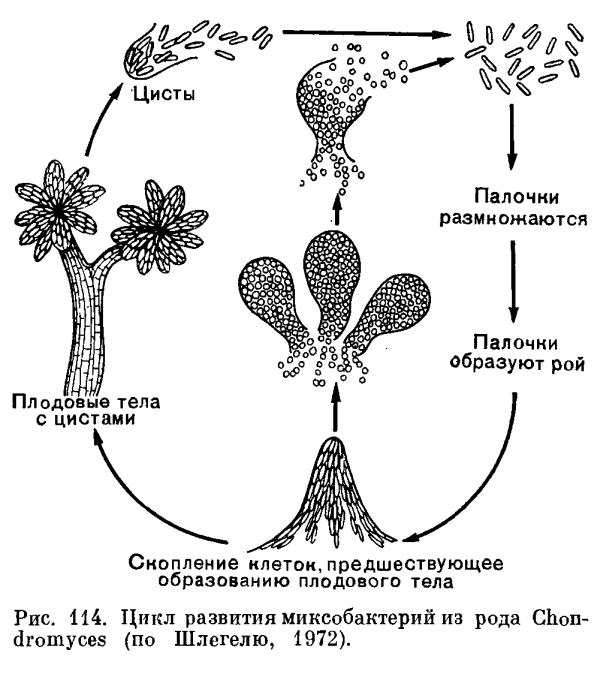 Цисты
Палочки
размножаются
Палочки
образуют рой
Плодовые тела
с цистами
Скопление клеток, предшествующее
образованию плодового тела
Рис. 114. Цикл развития миксобактерий из рода Chon-
dromyces (по Шлегелю, 1972).